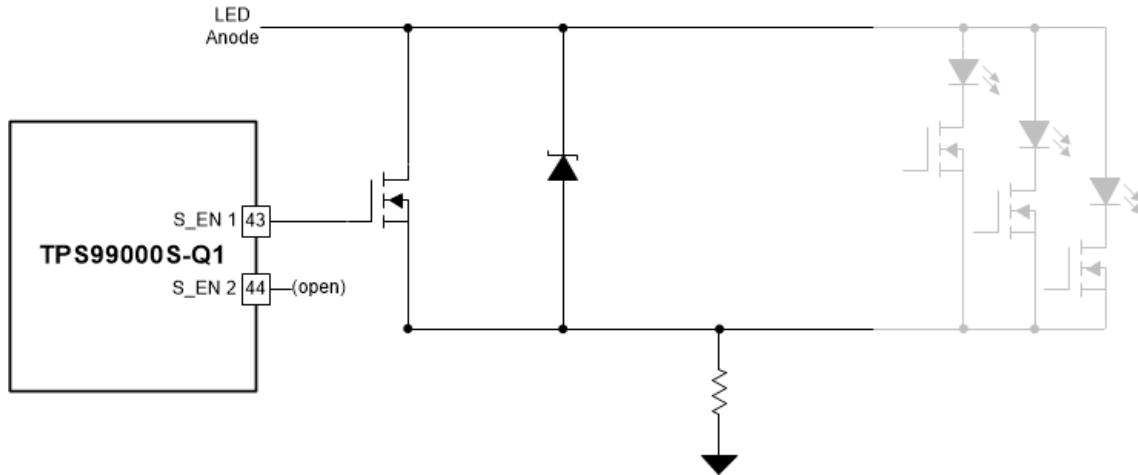 LED
Anode
S_EN 1 43
TPS99000S-Q1
S_EN 2 44 (open)